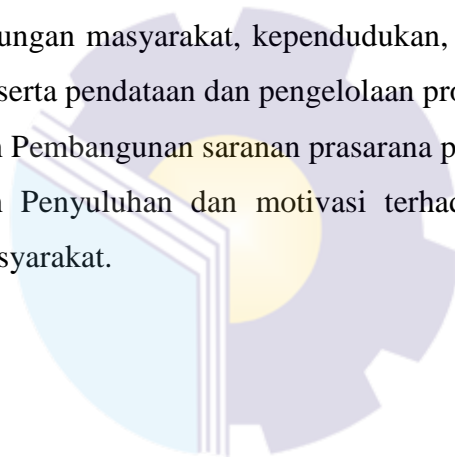 ungan masyarakat, kependudukan,
serta pendataan dan pengelolaan pro
n Pembangunan saranan prasarana p
n Penyuluhan dan motivasi terhad
syarakat.